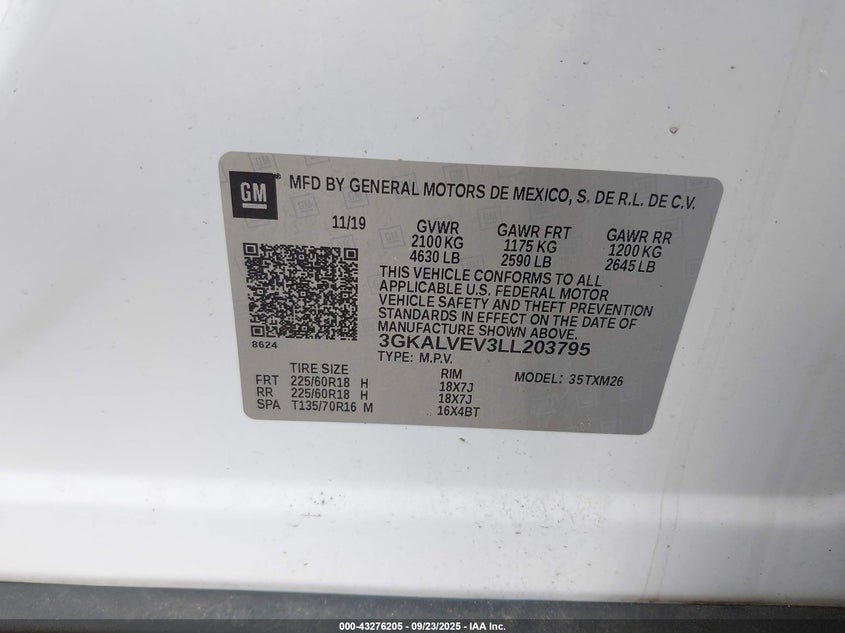 GM
MFD BY GENERAL MOTORS DE MEXICO, S. DE R.L. DE C.V.
11/19 GVWR GAWR FRT GAWR RR
2100 KG 1175 KG 1200 KG
4630 LB 2590 LB 2645 LB
THIS VEHICLE CONFORMS TO ALL
APPLICABLE U.S. FEDERAL MOTOR
VEHICLE SAFETY AND THEFT PREVENTION
STANDARDS IN EFFECT ON THE DATE OF
MANUFACTURE SHOWN ABOVE.
8624
3GKALVEV3LL203795
TYPE: M.P.V.
TIRE SIZE RIM MODEL: 35TXM26
FRT 225/60R18 H 18X7J
RR 225/60R18 H 18X7J
SPA T135/70R16 M 16X4BT
000-43276205 - 09/23/2025 - IAA Inc.